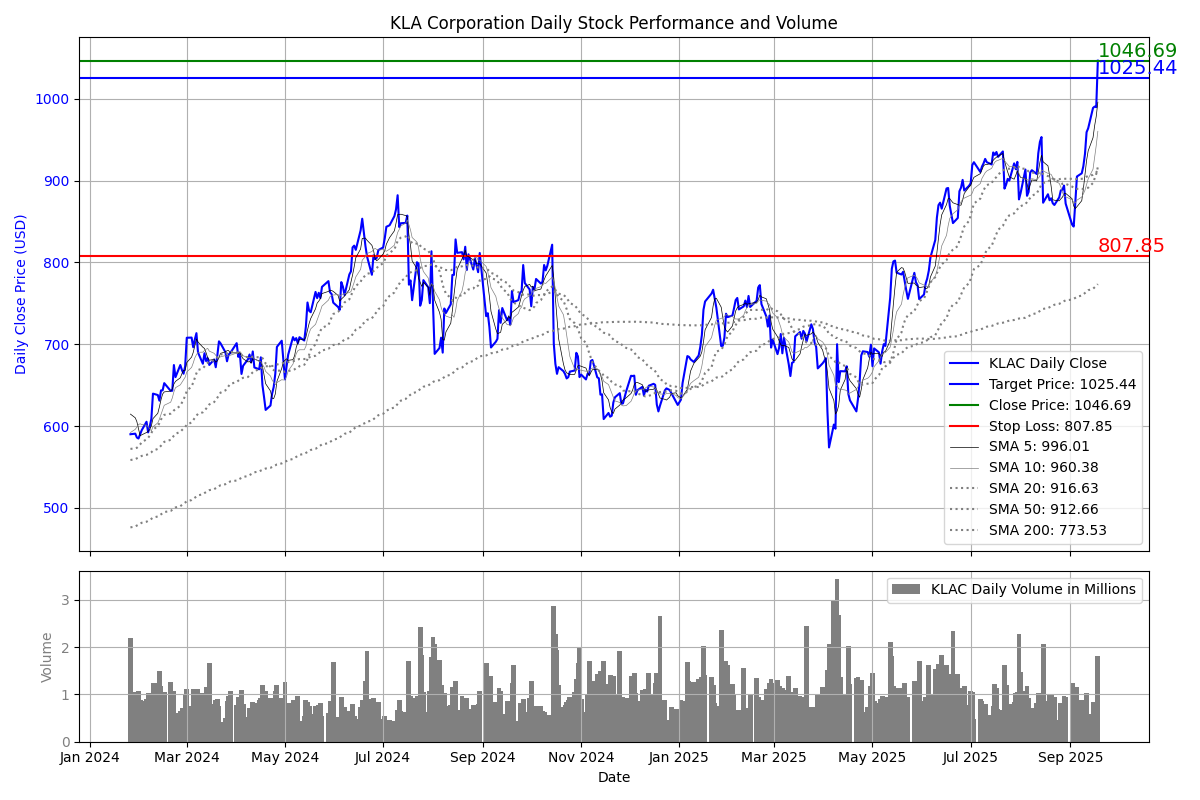 KLA Corporation Daily Stock Performance and Volume
1046.69
1025.44
1000
900
807.85
800
700
600
500
Daily Close Price (USD)
KLAC Daily Close
Target Price: 1025.44
Close Price: 1046.69
Stop Loss: 807.85
SMA 5: 996.01
SMA 10: 960.38
SMA 20: 916.63
SMA 50: 912.66
SMA 200: 773.53
KLAC Daily Volume in Millions
3
2
1
0
Volume
Jan 2024 Mar 2024 May 2024 Jul 2024 Sep 2024 Nov 2024 Jan 2025 Mar 2025 May 2025 Jul 2025 Sep 2025
Date